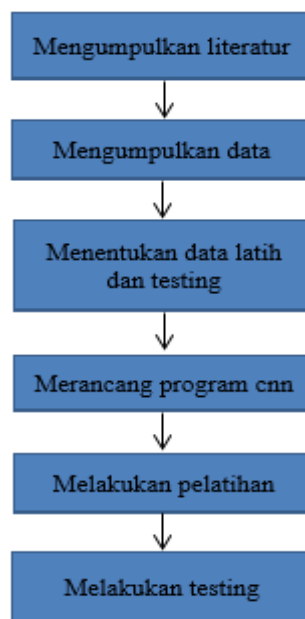 Mengumpulkan literatur
Mengumpulkan data
Menentukan data latih
dan testing
Merancang program cnn
Melakukan pelatihan
Melakukan testing